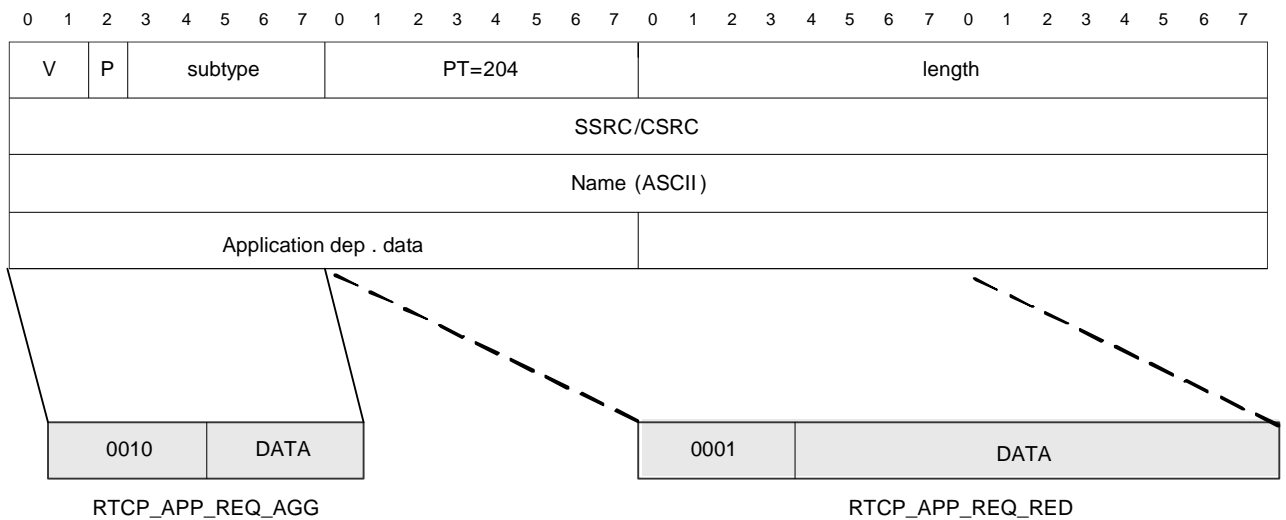 0 1 2 3 4 5 6 7 0 1 2 3 4 5 6 7 0 1 2 3 4 5 6 7 0 1 2 3 4 5 6 7
V P subtype PT=204 length
SSRC/CSRC
Name (ASCII)
Application dep . data
0010 DATA 0001 DATA
RTCP_APP_REQ_AGG RTCP_APP_REQ_RED